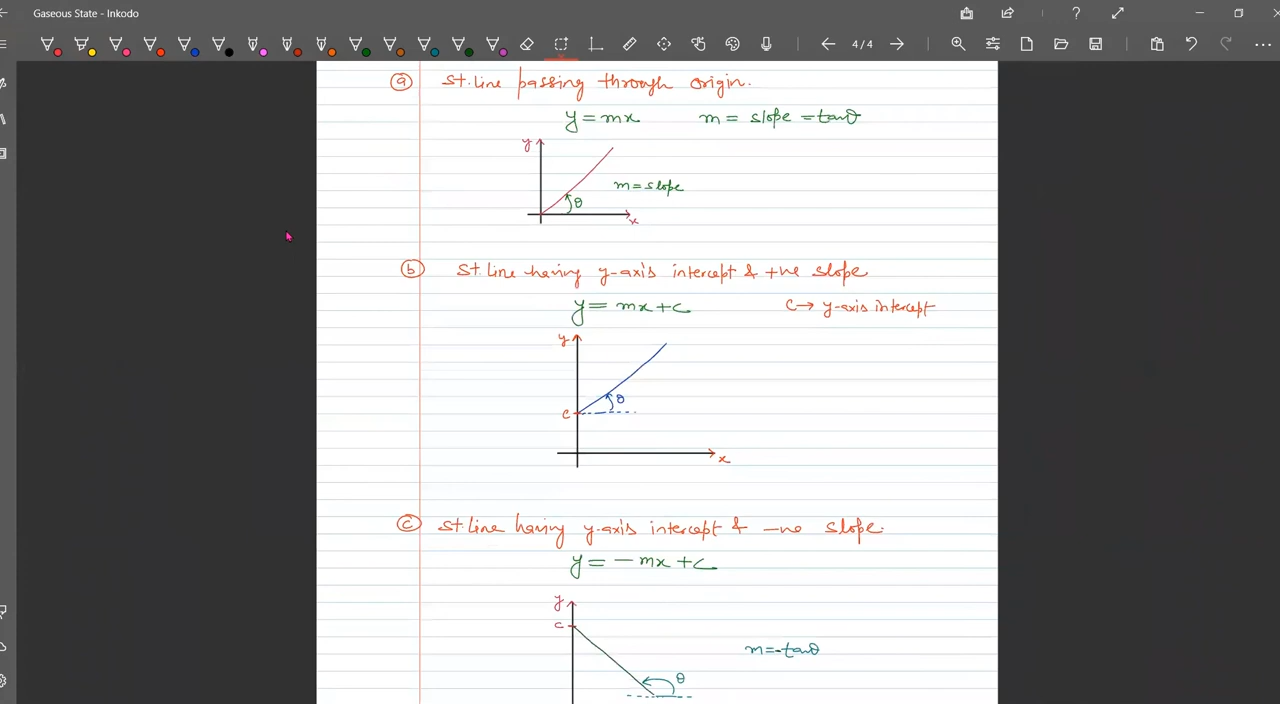 Gaseous State - Inkodo
4/4
(a) st.line passing through origin.
y = mx m = slope = tanθ
y
m = slope
θ
x
(b) st.line having y-axis intercept & +ve slope
y = mx + c c → y-axis intercept
y
θ
c
x
(c) st.line having y-axis intercept & -ve slope.
y = - mx + c
y
c
m = -tanθ
θ